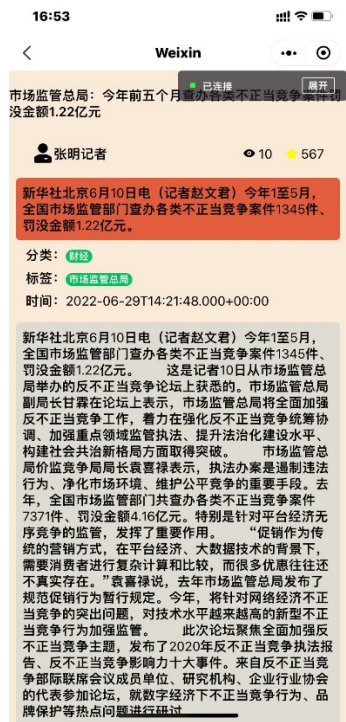 16:53
Weixin
已连接
展开
市场监管总局：今年前五个月查办各类不正当竞争案件罚
没金额1.22亿元
张明记者
10
567
新华社北京6月10日电（记者赵文君）今年1至5月，
全国市场监管部门查办各类不正当竞争案件1345件、
罚没金额1.22亿元。
分类：财经
标签：市场监管总局
时间：2022-06-29T14:21:48.000+00:00
新华社北京6月10日电（记者赵文君）今年1至5月，
全国市场监管部门查办各类不正当竞争案件1345件、
罚没金额1.22亿元。 这是记者10日从市场监管总
局举办的反不正当竞争论坛上获悉的。市场监管总局
副局长甘霖在论坛上表示，市场监管总局将全面加强
反不正当竞争工作，着力在强化反不正当竞争统筹协
调、加强重点领域监管执法、提升法治化建设水平、
构建社会共治新格局方面取得突破。 市场监管总
局价监竞争局局长袁喜禄表示，执法办案是遏制违法
行为、净化市场环境、维护公平竞争的重要手段。去
年，全国市场监管部门共查办各类不正当竞争案件
7371件、罚没金额4.16亿元。特别是针对平台经济无
序竞争的监管，发挥了重要作用。 “促销作为传
统的营销方式，在平台经济、大数据技术的背景下，
需要消费者进行复杂计算和比较，而很多优惠往往还
不真实存在。”袁喜禄说，去年市场监管总局发布了
规范促销行为暂行规定。今年，将针对网络经济不正
当竞争的突出问题，对技术水平越来越高的新型不正
当竞争行为加强监管。 此次论坛聚焦全面加强反
不正当竞争主题，发布了2020年反不正当竞争执法报
告、反不正当竞争影响力十大事件。来自反不正当竞
争部际联席会议成员单位、研究机构、企业行业协会
的代表参加论坛，就数字经济下不正当竞争行为、品
牌保护等热点问题进行研讨